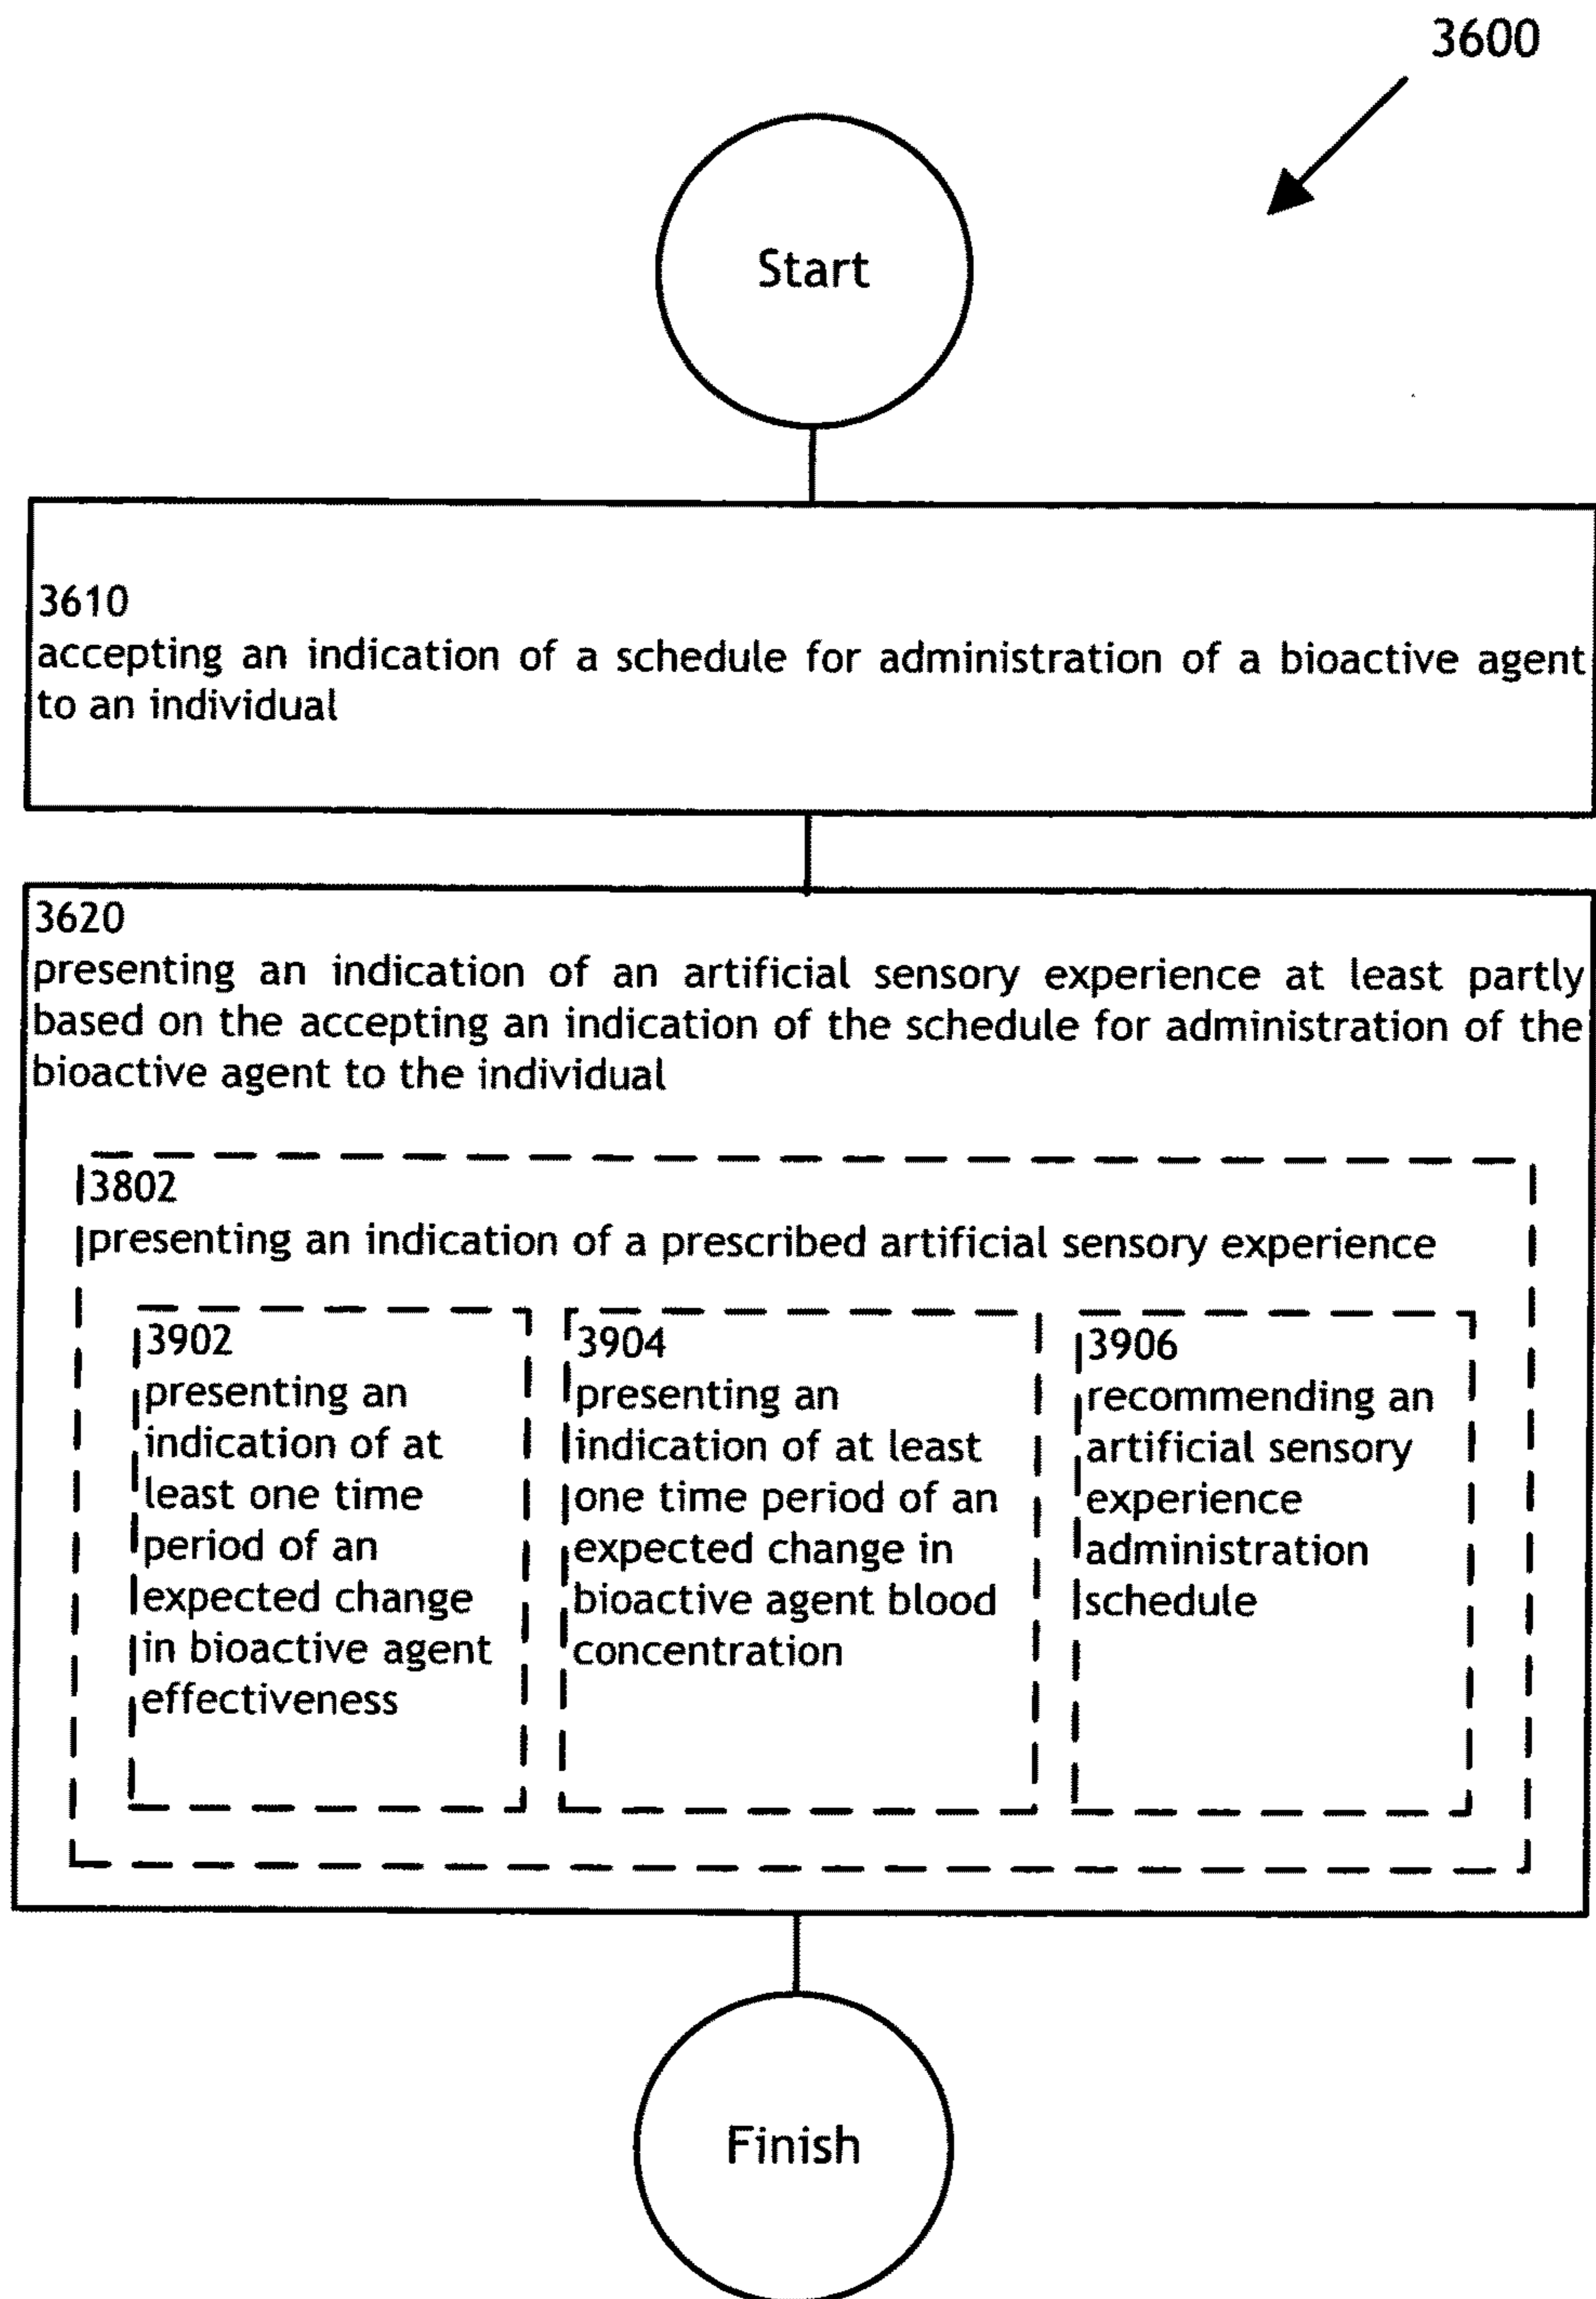 3600
Start
3610
accepting an indication of a schedule for administration of a bioactive agent
to an individual
3620
presenting an indication of an artificial sensory experience at least partly
based on the accepting an indication of the schedule for administration of the
bioactive agent to the individual
3802
presenting an indication of a prescribed artificial sensory experience
3902
presenting an
indication of at
least one time
period of an
expected change
in bioactive agent
effectiveness
3904
presenting an
indication of at least
one time period of an
expected change in
bioactive agent blood
concentration
3906
recommending an
artificial sensory
experience
administration
schedule
Finish